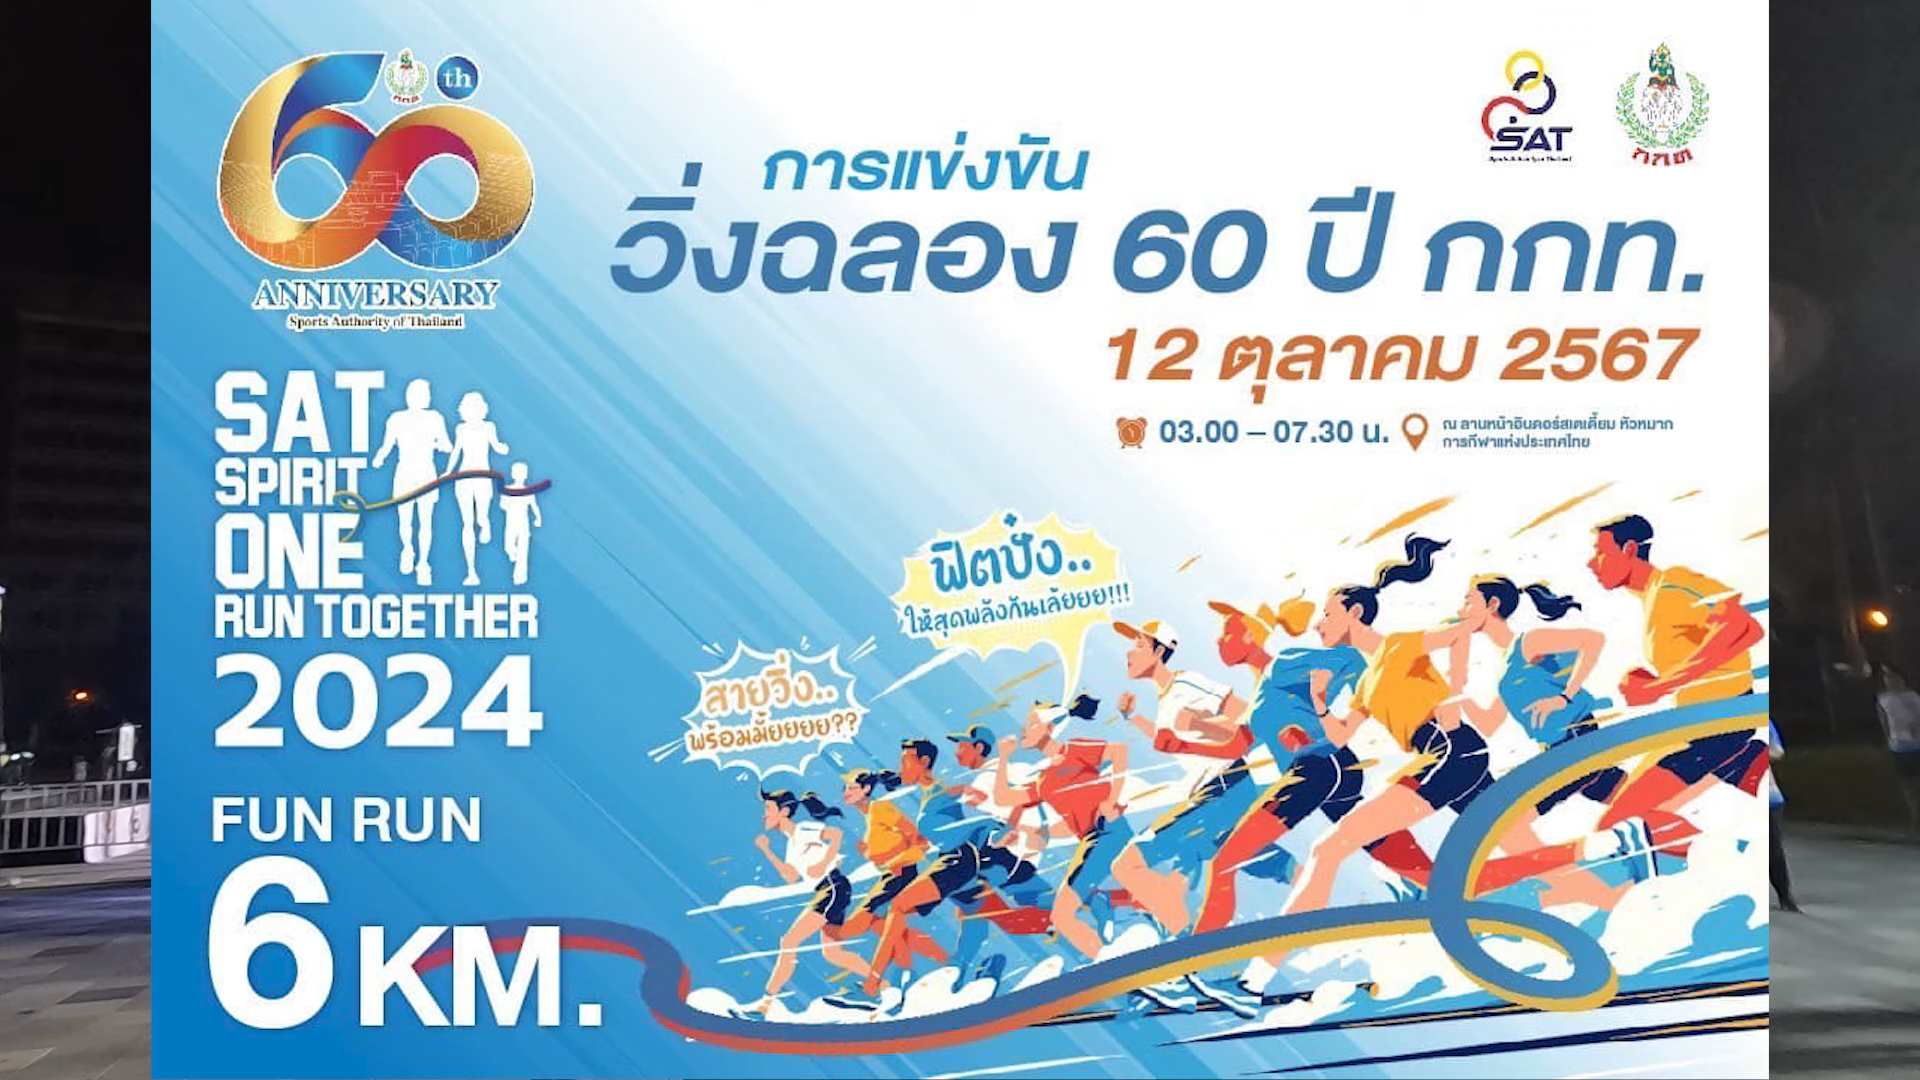 60th
ANNIVERSARY
Sports Authority of Thailand
SAT
กกท
การแข่งขัน
วิ่งฉลอง 60 ปี กกท.
12 ตุลาคม 2567
03.00 – 07.30 น.
ณ ลานหน้าอินดอร์สเตเดี้ยม หัวหมาก
การกีฬาแห่งประเทศไทย
SAT
SPIRIT
ONE
RUN TOGETHER
2024
FUN RUN
6 KM.
ฟิตปั๋ง..
ให้สุดพลังกันเล้ยยย!!!
สายวิ่ง..
พร้อมมั้ยยยย??